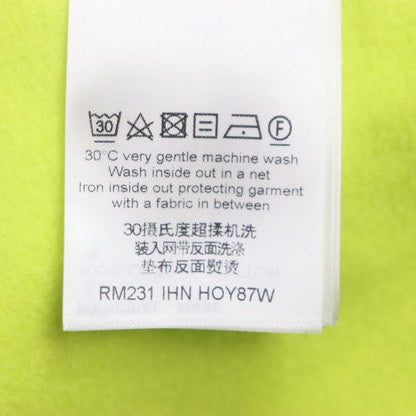 30
F
30°C very gentle machine wash
Wash inside out in a net
Iron inside out protecting garment
with a fabric in between
30摄氏度超揉机洗
装入网带反面洗涤
垫布反面熨烫
RM231 IHN HOY87W